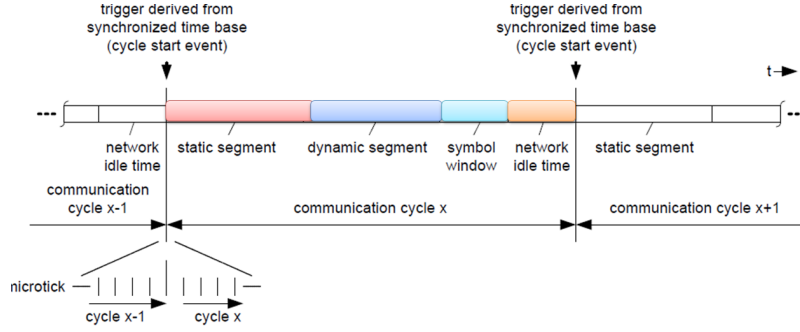 trigger derived from
synchronized time base
(cycle start event)
trigger derived from
synchronized time base
(cycle start event)
t
network
idle time
static segment
dynamic segment
symbol
window
network
idle time
static segment
communication
cycle x-1
communication cycle x
communication cycle x+1
microtick
cycle x-1
cycle x